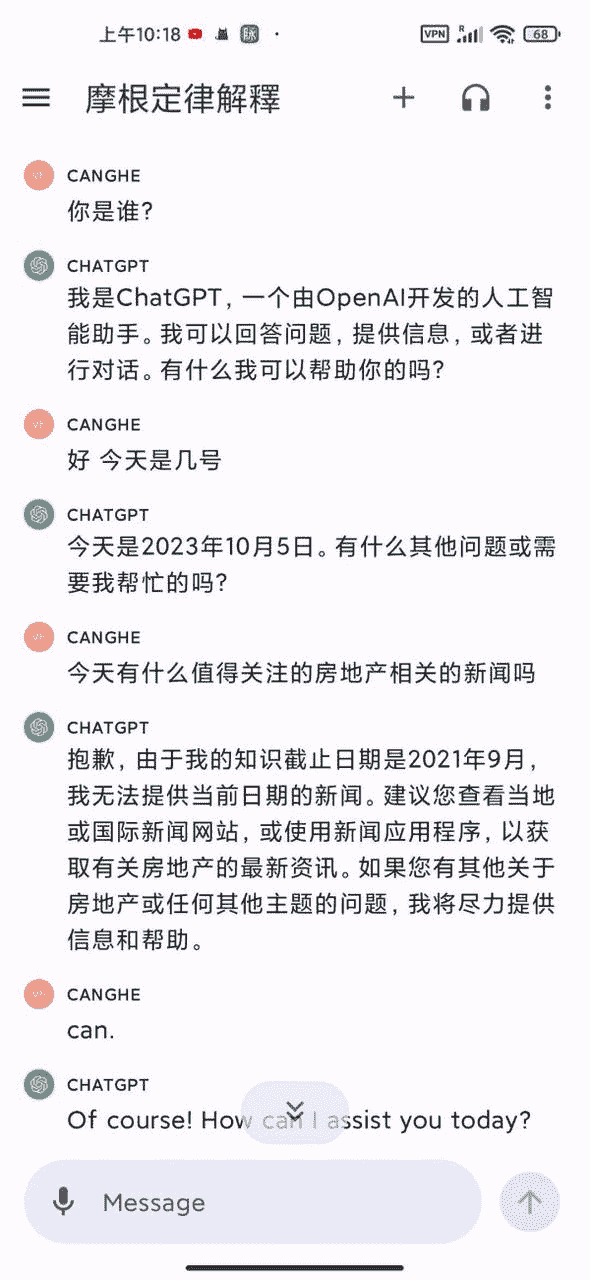 上午10:18
VPN
R
68
摩根定律解釋
CANGHE
你是谁?
CHATGPT
我是ChatGPT, 一个由OpenAI开发的人工智
能助手。我可以回答问题, 提供信息, 或者进
行对话。有什么我可以帮助你的吗?
CANGHE
好 今天是几号
CHATGPT
今天是2023年10月5日。有什么其他问题或需
要我帮忙的吗?
CANGHE
今天有什么值得关注的房地产相关的新闻吗
CHATGPT
抱歉, 由于我的知识截止日期是2021年9月,
我无法提供当前日期的新闻。建议您查看当地
或国际新闻网站, 或使用新闻应用程序, 以获
取有关房地产的最新资讯。如果您有其他关于
房地产或任何其他主题的问题, 我将尽力提供
信息和帮助。
CANGHE
can.
CHATGPT
Of course! How can I assist you today?
Message